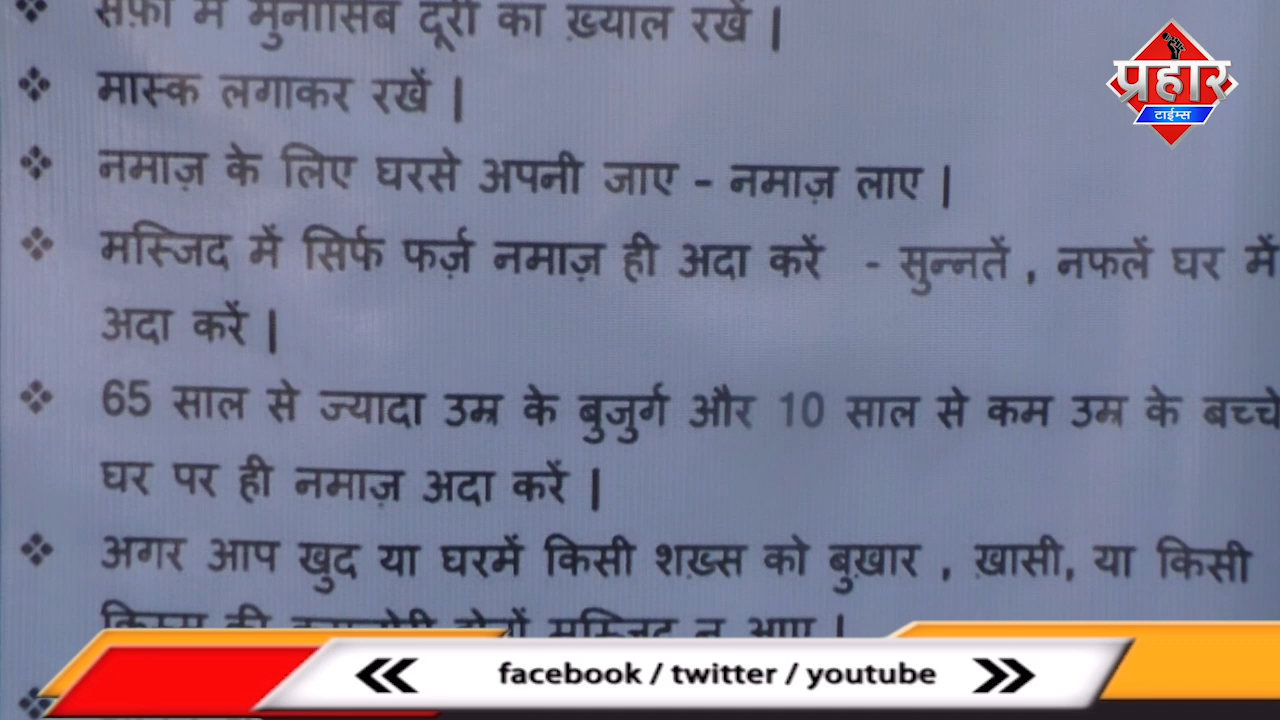 सफ़ों में मुनासिब दूरी का ख़्याल रखें |
मास्क लगाकर रखें |
नमाज़ के लिए घरसे अपनी जाए - नमाज़ लाए |
मस्जिद में सिर्फ फर्ज़ नमाज़ ही अदा करें - सुन्नतें , नफलें घर में
अदा करें |
65 साल से ज्यादा उम्र के बुजुर्ग और 10 साल से कम उम्र के बच्चे
घर पर ही नमाज़ अदा करें |
अगर आप खुद या घरमें किसी शख़्स को बुख़ार , ख़ासी, या किसी
मस्जिद न आए |
प्रहार
टाईम्स
facebook / twitter / youtube